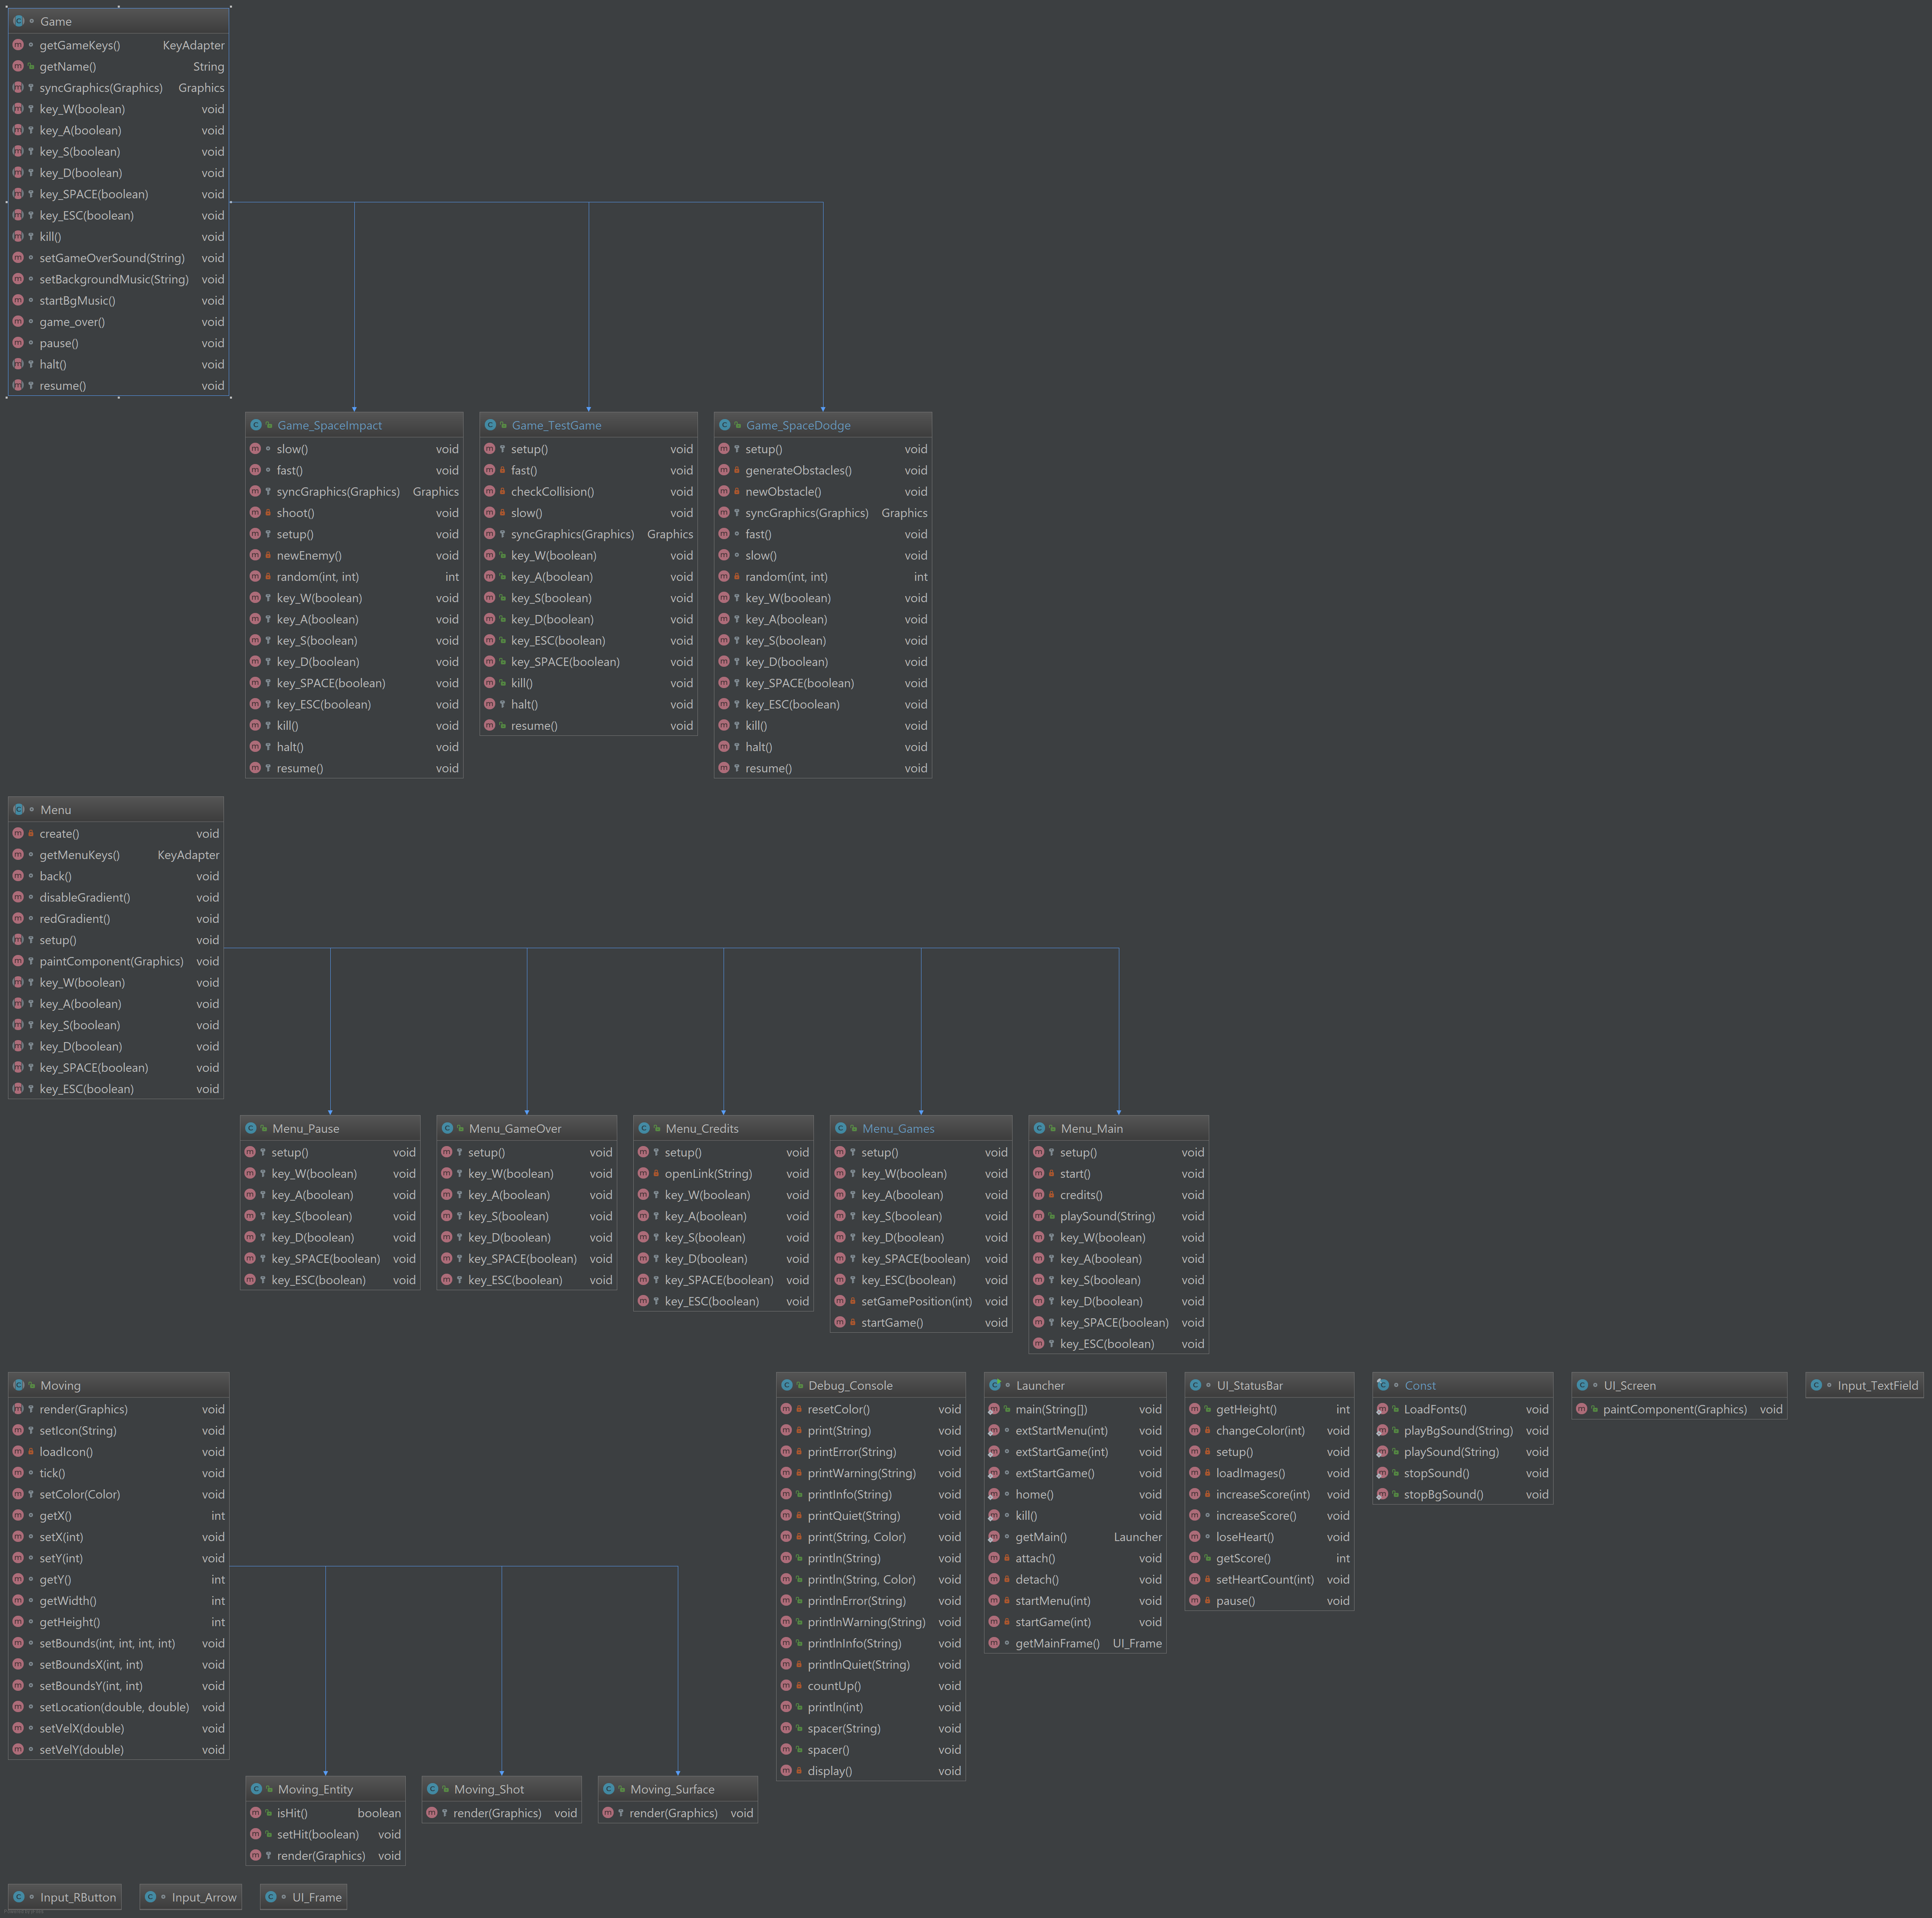 Game
getGameKeys() KeyAdapter
getName() String
syncGraphics(Graphics) Graphics
key_W(boolean) void
key_A(boolean) void
key_S(boolean) void
key_D(boolean) void
key_SPACE(boolean) void
key_ESC(boolean) void
kill() void
setGameOverSound(String) void
setBackgroundMusic(String) void
startBgMusic() void
game_over() void
pause() void
halt() void
resume() void
Game_SpaceImpact
slow() void
fast() void
syncGraphics(Graphics) Graphics
shoot() void
setup() void
newEnemy() void
random(int, int) int
key_W(boolean) void
key_A(boolean) void
key_S(boolean) void
key_D(boolean) void
key_SPACE(boolean) void
key_ESC(boolean) void
kill() void
halt() void
resume() void
Game_TestGame
setup() void
fast() void
checkCollision() void
slow() void
syncGraphics(Graphics) Graphics
key_W(boolean) void
key_A(boolean) void
key_S(boolean) void
key_D(boolean) void
key_ESC(boolean) void
key_SPACE(boolean) void
kill() void
halt() void
resume() void
Game_SpaceDodge
setup() void
generateObstacles() void
newObstacle() void
syncGraphics(Graphics) Graphics
fast() void
slow() void
random(int, int) int
key_W(boolean) void
key_A(boolean) void
key_S(boolean) void
key_D(boolean) void
key_SPACE(boolean) void
key_ESC(boolean) void
kill() void
halt() void
resume() void
Menu
create() void
getMenuKeys() KeyAdapter
back() void
disableGradient() void
redGradient() void
setup() void
paintComponent(Graphics) void
key_W(boolean) void
key_A(boolean) void
key_S(boolean) void
key_D(boolean) void
key_SPACE(boolean) void
key_ESC(boolean) void
Menu_Pause
setup() void
key_W(boolean) void
key_A(boolean) void
key_S(boolean) void
key_D(boolean) void
key_SPACE(boolean) void
key_ESC(boolean) void
Menu_GameOver
setup() void
key_W(boolean) void
key_A(boolean) void
key_S(boolean) void
key_D(boolean) void
key_SPACE(boolean) void
key_ESC(boolean) void
Menu_Credits
setup() void
openLink(String) void
key_W(boolean) void
key_A(boolean) void
key_S(boolean) void
key_D(boolean) void
key_SPACE(boolean) void
key_ESC(boolean) void
Menu_Games
setup() void
key_W(boolean) void
key_A(boolean) void
key_S(boolean) void
key_D(boolean) void
key_SPACE(boolean) void
key_ESC(boolean) void
setGamePosition(int) void
startGame() void
Menu_Main
setup() void
start() void
credits() void
playSound(String) void
key_W(boolean) void
key_A(boolean) void
key_S(boolean) void
key_D(boolean) void
key_SPACE(boolean) void
key_ESC(boolean) void
Moving
render(Graphics) void
setIcon(String) void
loadIcon() void
tick() void
setColor(Color) void
getX() int
setX(int) void
setY(int) void
getY() int
getWidth() int
getHeight() int
setBounds(int, int, int, int) void
setBoundsX(int, int) void
setBoundsY(int, int) void
setLocation(double, double) void
setVelX(double) void
setVelY(double) void
Moving_Entity
isHit() boolean
setHit(boolean) void
render(Graphics) void
Moving_Shot
render(Graphics) void
Moving_Surface
render(Graphics) void
Debug_Console
resetColor() void
print(String) void
printError(String) void
printWarning(String) void
printInfo(String) void
printQuiet(String) void
print(String, Color) void
println(String) void
println(String, Color) void
printlnError(String) void
printlnWarning(String) void
printlnInfo(String) void
printlnQuiet(String) void
countUp() void
println(int) void
spacer(String) void
spacer() void
display() void
Launcher
main(String[]) void
extStartMenu(int) void
extStartGame(int) void
extStartGame() void
home() void
kill() void
getMain() Launcher
attach() void
detach() void
startMenu(int) void
startGame(int) void
getMainFrame() UI_Frame
UI_StatusBar
getHeight() int
changeColor(int) void
setup() void
loadImages() void
increaseScore(int) void
increaseScore() void
loseHeart() void
getScore() int
setHeartCount(int) void
pause() void
Const
LoadFonts() void
playBgSound(String) void
playSound(String) void
stopSound() void
stopBgSound() void
UI_Screen
paintComponent(Graphics) void
Input_TextField
Input_RButton
Input_Arrow
UI_Frame